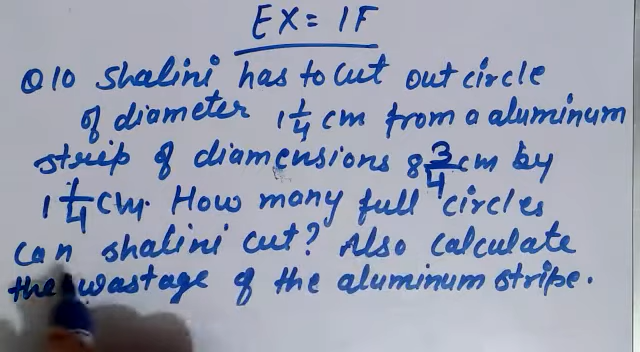 EX = 1F
Q10 Shalini has to cut out circle
of diameter 1 1/4 cm from a aluminum
strip of diamensions 8 3/4 cm by
1 1/4 cm. How many full circles
can shalini cut? Also calculate
the wastage of the aluminum stripe.